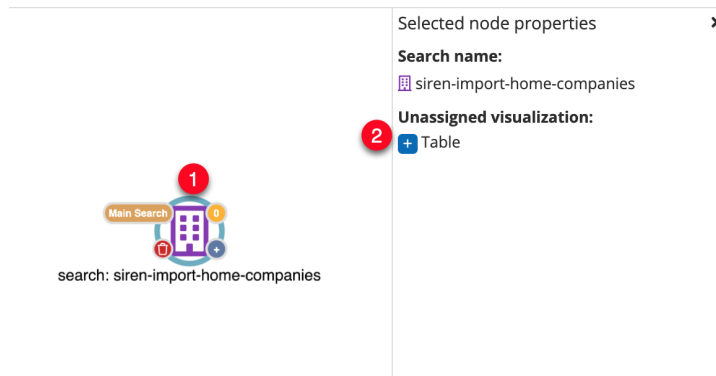 Selected node properties
Search name:
siren-import-home-companies
Unassigned visualization:
2
+ Table
1
Main Search
0
+
search: siren-import-home-companies